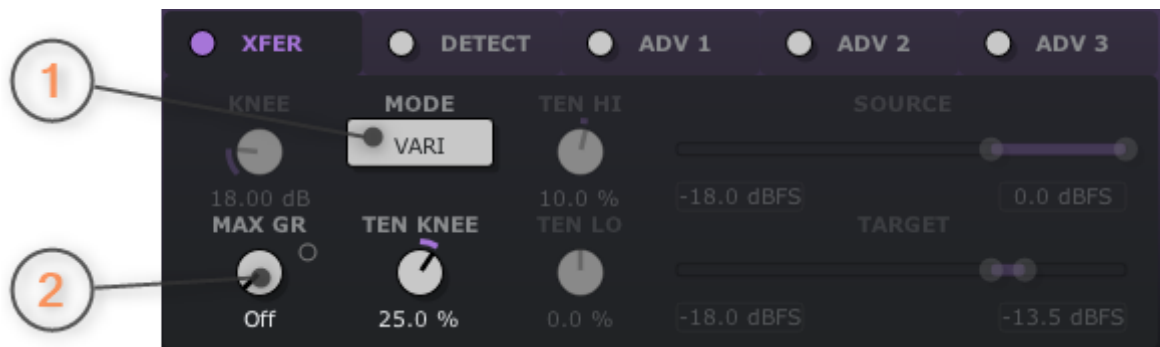 XFER DETECT ADV 1 ADV 2 ADV 3
1
KNEE MODE TEN HI SOURCE
VARI
18.00 dB 10.0 % -18.0 dBFS 0.0 dBFS
MAX GR TEN KNEE TEN LO TARGET
2
Off 25.0 % 0.0 % -18.0 dBFS -13.5 dBFS